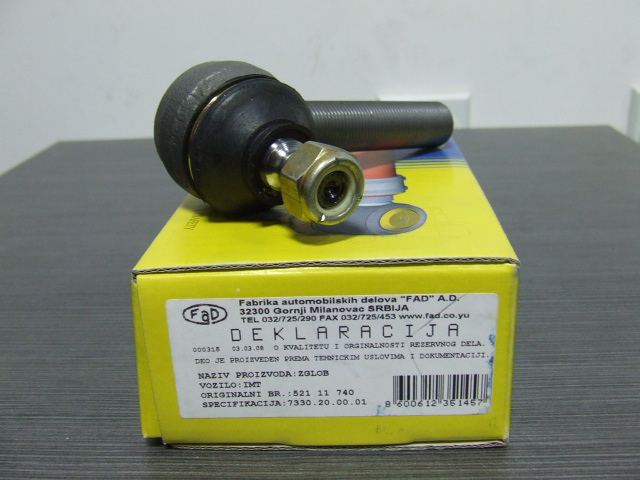 FaD
Fabrika automobilskih delova "FAD" A.D.
32300 Gornji Milanovac SRBIJA
TEL 032/725/290 FAX 032/725/453 www.fad.co.yu
DEKLARACIJA
000315 03.03.08 O KVALITETU I ORGINALNOSTI REZERVNOG DELA.
DEO JE PROIZVEDEN PREMA TEHNICKIM USLOVIMA I DOKUMENTACIJI.
NAZIV PROIZVODA:ZGLOB
VOZILO:IMT
ORIGINALNI BR.:521 11 740
SPECIFIKACIJA:7330.20.00.01
8 600612 351457